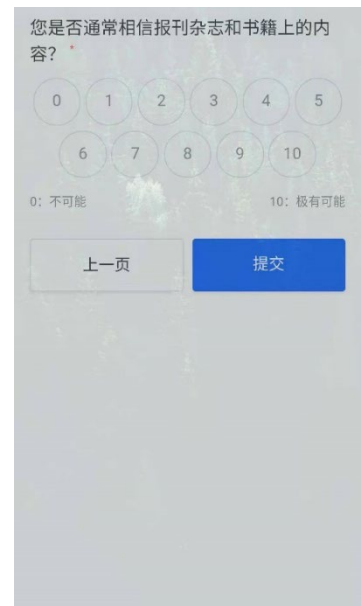 您是否通常相信报刊杂志和书籍上的内
容？ *
0 1 2 3 4 5
6 7 8 9 10
0：不可能 10：极有可能
上一页 提交